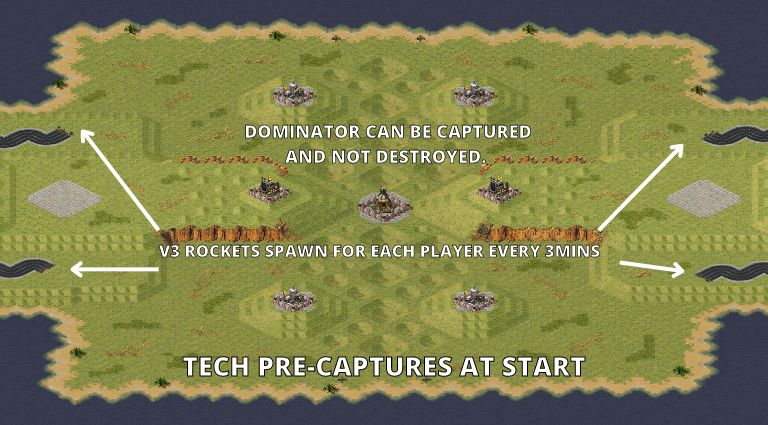 DOMINATOR CAN BE CAPTURED
AND NOT DESTROYED.
V3 ROCKETS SPAWN FOR EACH PLAYER EVERY 3MINS
TECH PRE-CAPTURES AT START